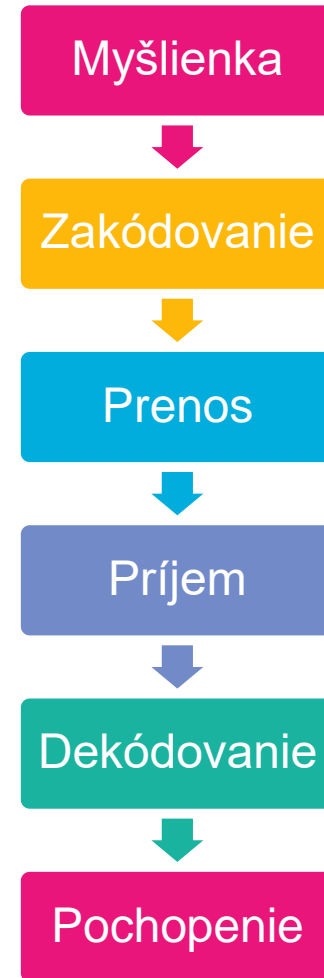 Myšlienka
Zakódovanie
Prenos
Príjem
Dekódovanie
Pochopenie